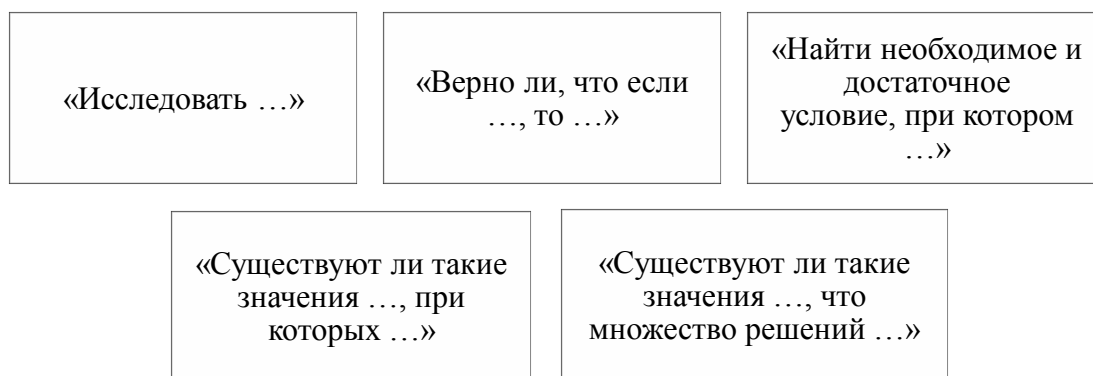 «Исследовать …»
«Верно ли, что если
…, то …»
«Найти необходимое и
достаточное
условие, при котором
…»
«Существуют ли такие
значения …, при
которых …»
«Существуют ли такие
значения …, что
множество решений …»